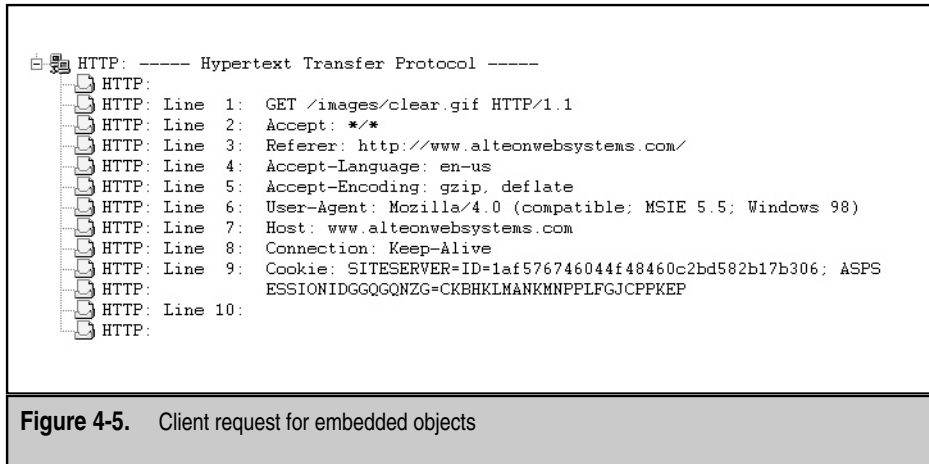 HTTP: ----- Hypertext Transfer Protocol -----
HTTP:
HTTP: Line 1: GET /images/clear.gif HTTP/1.1
HTTP: Line 2: Accept: */*
HTTP: Line 3: Referer: http://www.alteonwebsystems.com/
HTTP: Line 4: Accept-Language: en-us
HTTP: Line 5: Accept-Encoding: gzip, deflate
HTTP: Line 6: User-Agent: Mozilla/4.0 (compatible; MSIE 5.5; Windows 98)
HTTP: Line 7: Host: www.alteonwebsystems.com
HTTP: Line 8: Connection: Keep-Alive
HTTP: Line 9: Cookie: SITESERVER=ID=1af576746044f48460c2bd582b17b306; ASPS
HTTP: ESSIONIDGGQGQNZG=CKBHKLMANKMNPPLFGJCPPKEP
HTTP: Line 10:
HTTP:
Figure 4-5. Client request for embedded objects